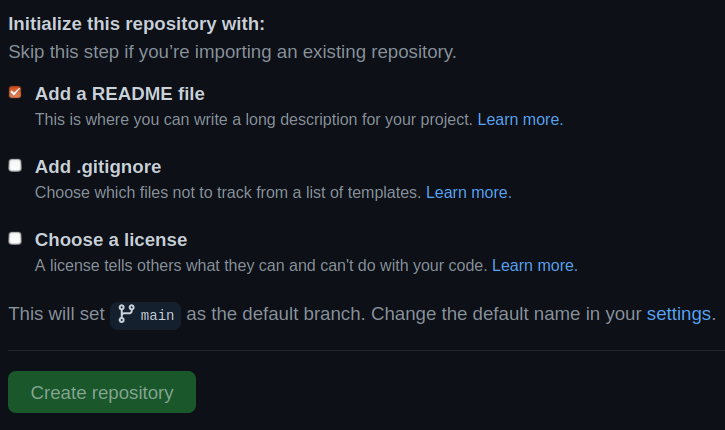 Initialize this repository with:
Skip this step if you’re importing an existing repository.
Add a README file
This is where you can write a long description for your project. Learn more.
Add .gitignore
Choose which files not to track from a list of templates. Learn more.
Choose a license
A license tells others what they can and can't do with your code. Learn more.
This will set main as the default branch. Change the default name in your settings.
Create repository